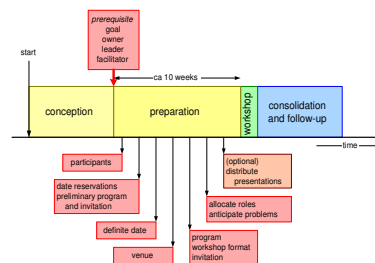 prerequisite
goal
owner
leader
facilitator
start
ca 10 weeks
conception
preparation
workshop
consolidation
and follow-up
time
participants
(optional)
distribute
presentations
date reservations
preliminary program
and invitation
allocate roles
anticipate problems
definite date
program
workshop format
invitation
venue